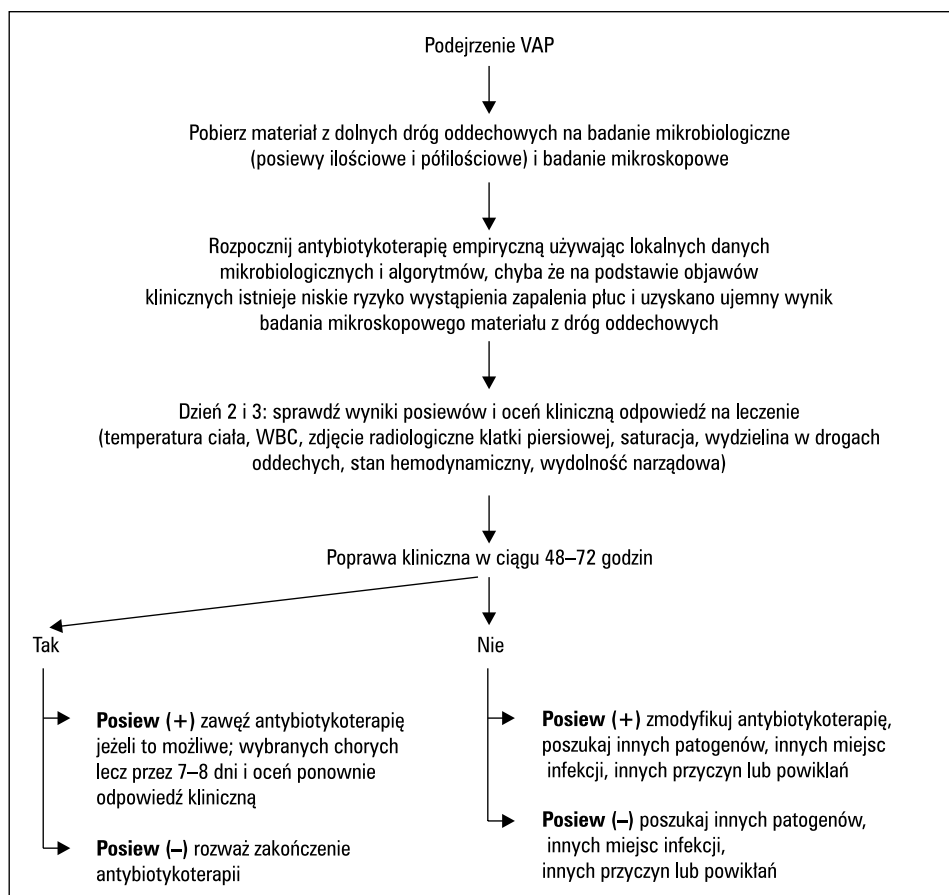 Podejrzenie VAP
Pobierz materiał z dolnych dróg oddechowych na badanie mikrobiologiczne
(posiewy ilościowe i półilościowe) i badanie mikroskopowe
Rozpocznij antybiotykoterapię empiryczną używając lokalnych danych
mikrobiologicznych i algorytmów, chyba że na podstawie objawów
klinicznych istnieje niskie ryzyko wystąpienia zapalenia płuc i uzyskano ujemny wynik
badania mikroskopowego materiału z dróg oddechowych
Dzień 2 i 3: sprawdź wyniki posiewów i oceń kliniczną odpowiedź na leczenie
(temperatura ciała, WBC, zdjęcie radiologiczne klatki piersiowej, saturacja, wydzielina w drogach
oddechych, stan hemodynamiczny, wydolność narządowa)
Poprawa kliniczna w ciągu 48–72 godzin
Tak
Posiew (+) zawęź antybiotykoterapię
jeżeli to możliwe; wybranych chorych
lecz przez 7–8 dni i oceń ponownie
odpowiedź kliniczną
Posiew (–) rozważ zakończenie
antybiotykoterapii
Nie
Posiew (+) zmodyfikuj antybiotykoterapię,
poszukaj innych patogenów, innych miejsc
infekcji, innych przyczyn lub powikłań
Posiew (–) poszukaj innych patogenów,
innych miejsc infekcji,
innych przyczyn lub powikłań